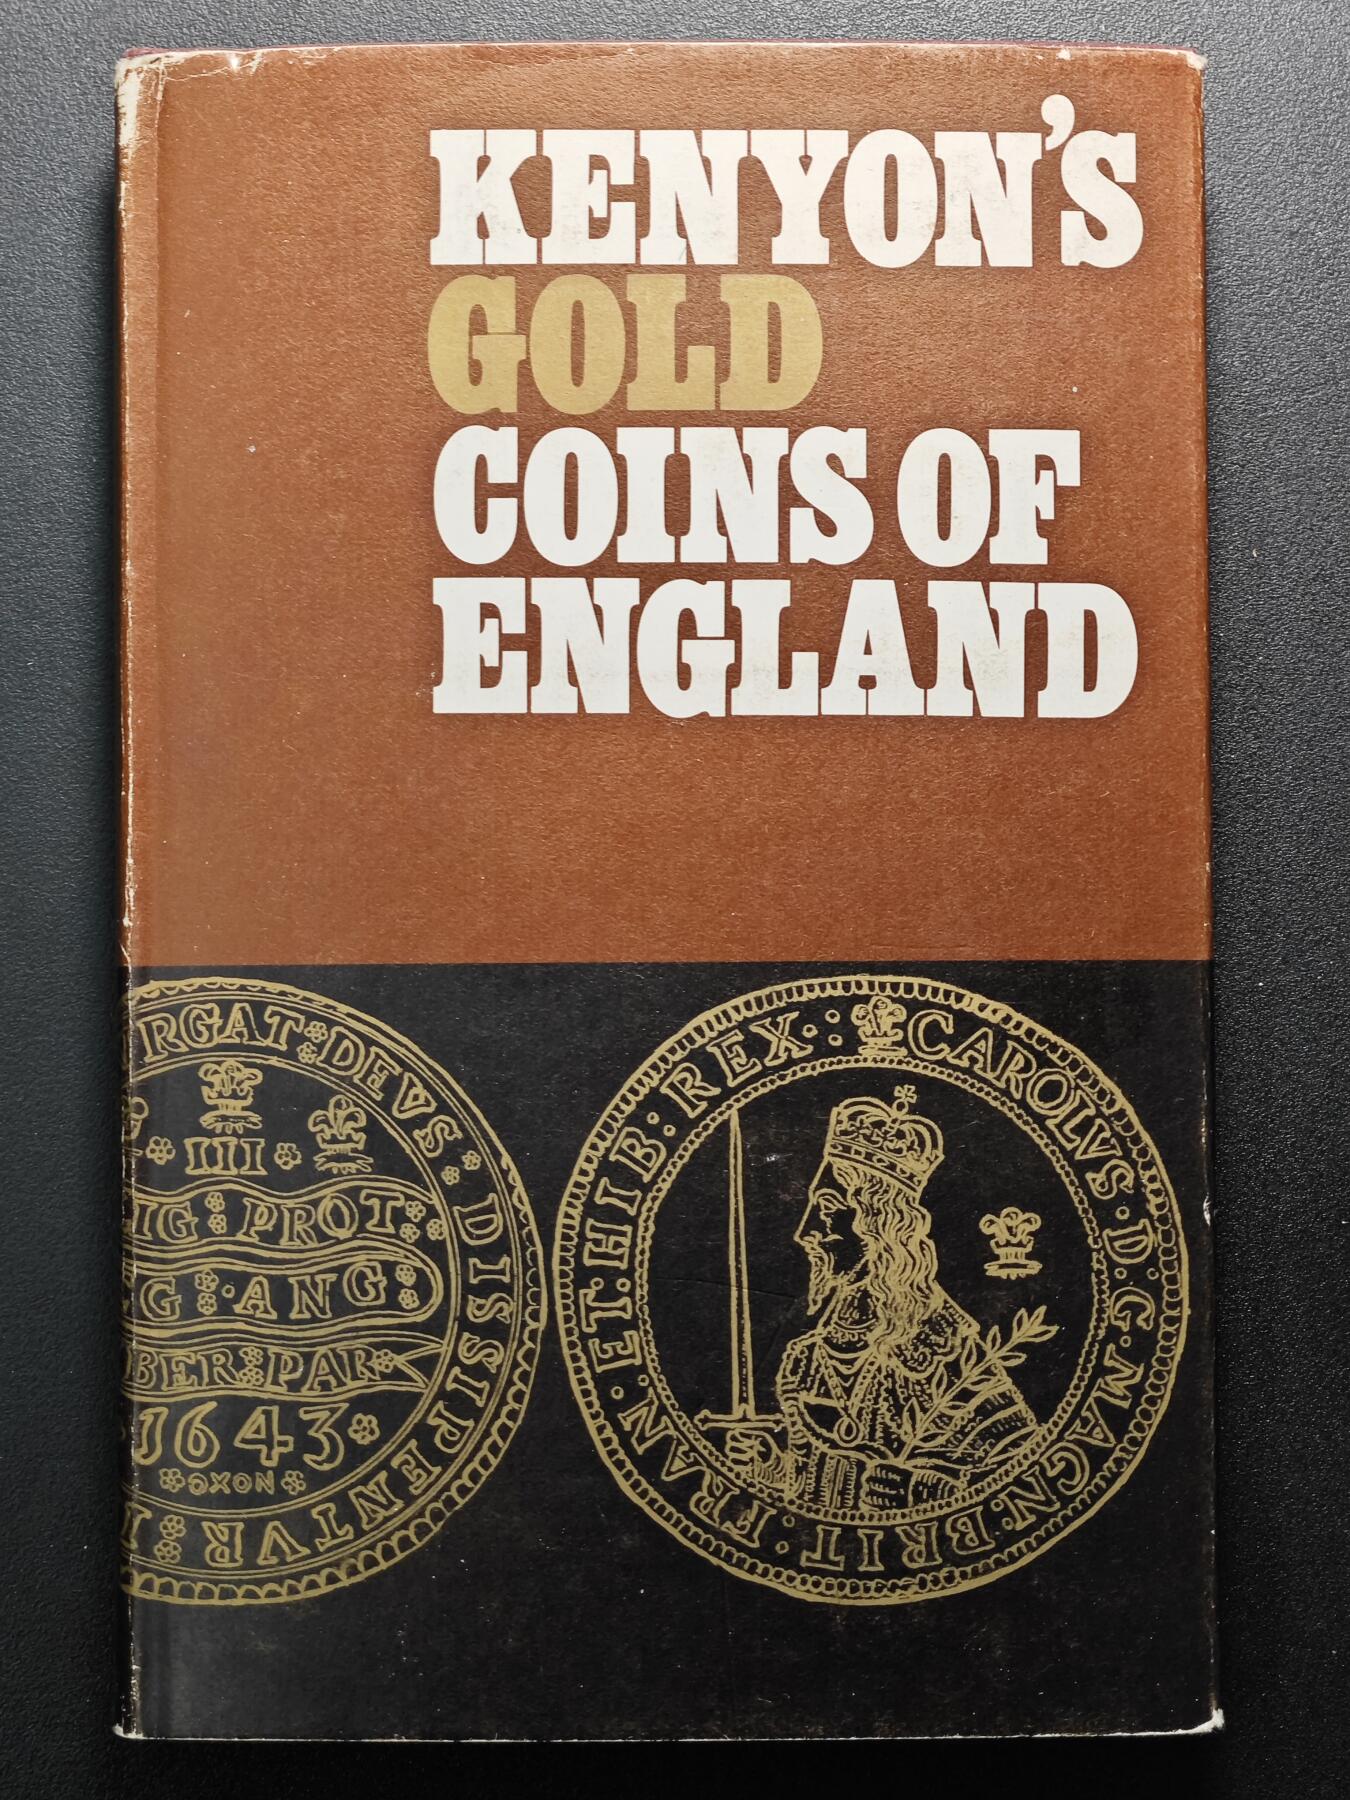 KENYON'S
GOLD
COINS OF
ENGLAND
RGAT DEVS DISSIPENTVR I
III
IG PROT
G ANG
BER PAR
1643
OXON
CAROLVS D:G MAGN BRIT FRAN ET HIB REX